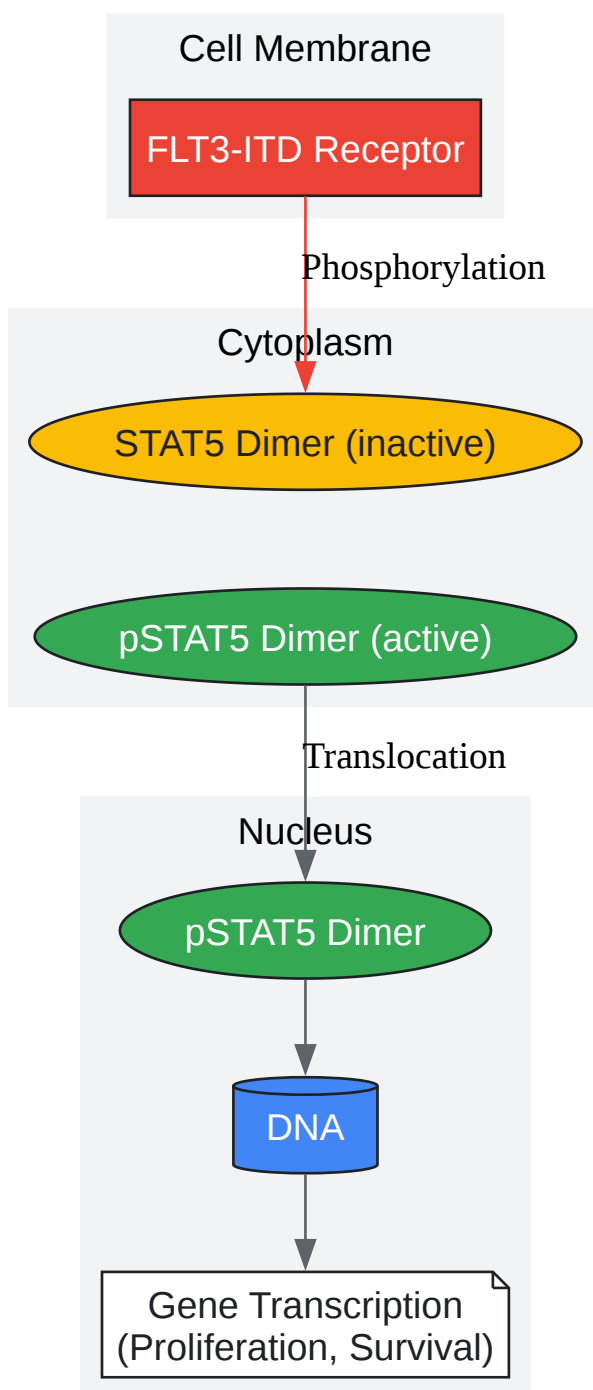 Cell Membrane
FLT3-ITD Receptor
Phosphorylation
Cytoplasm
STAT5 Dimer (inactive)
pSTAT5 Dimer (active)
Translocation
Nucleus
pSTAT5 Dimer
DNA
Gene Transcription
(Proliferation, Survival)